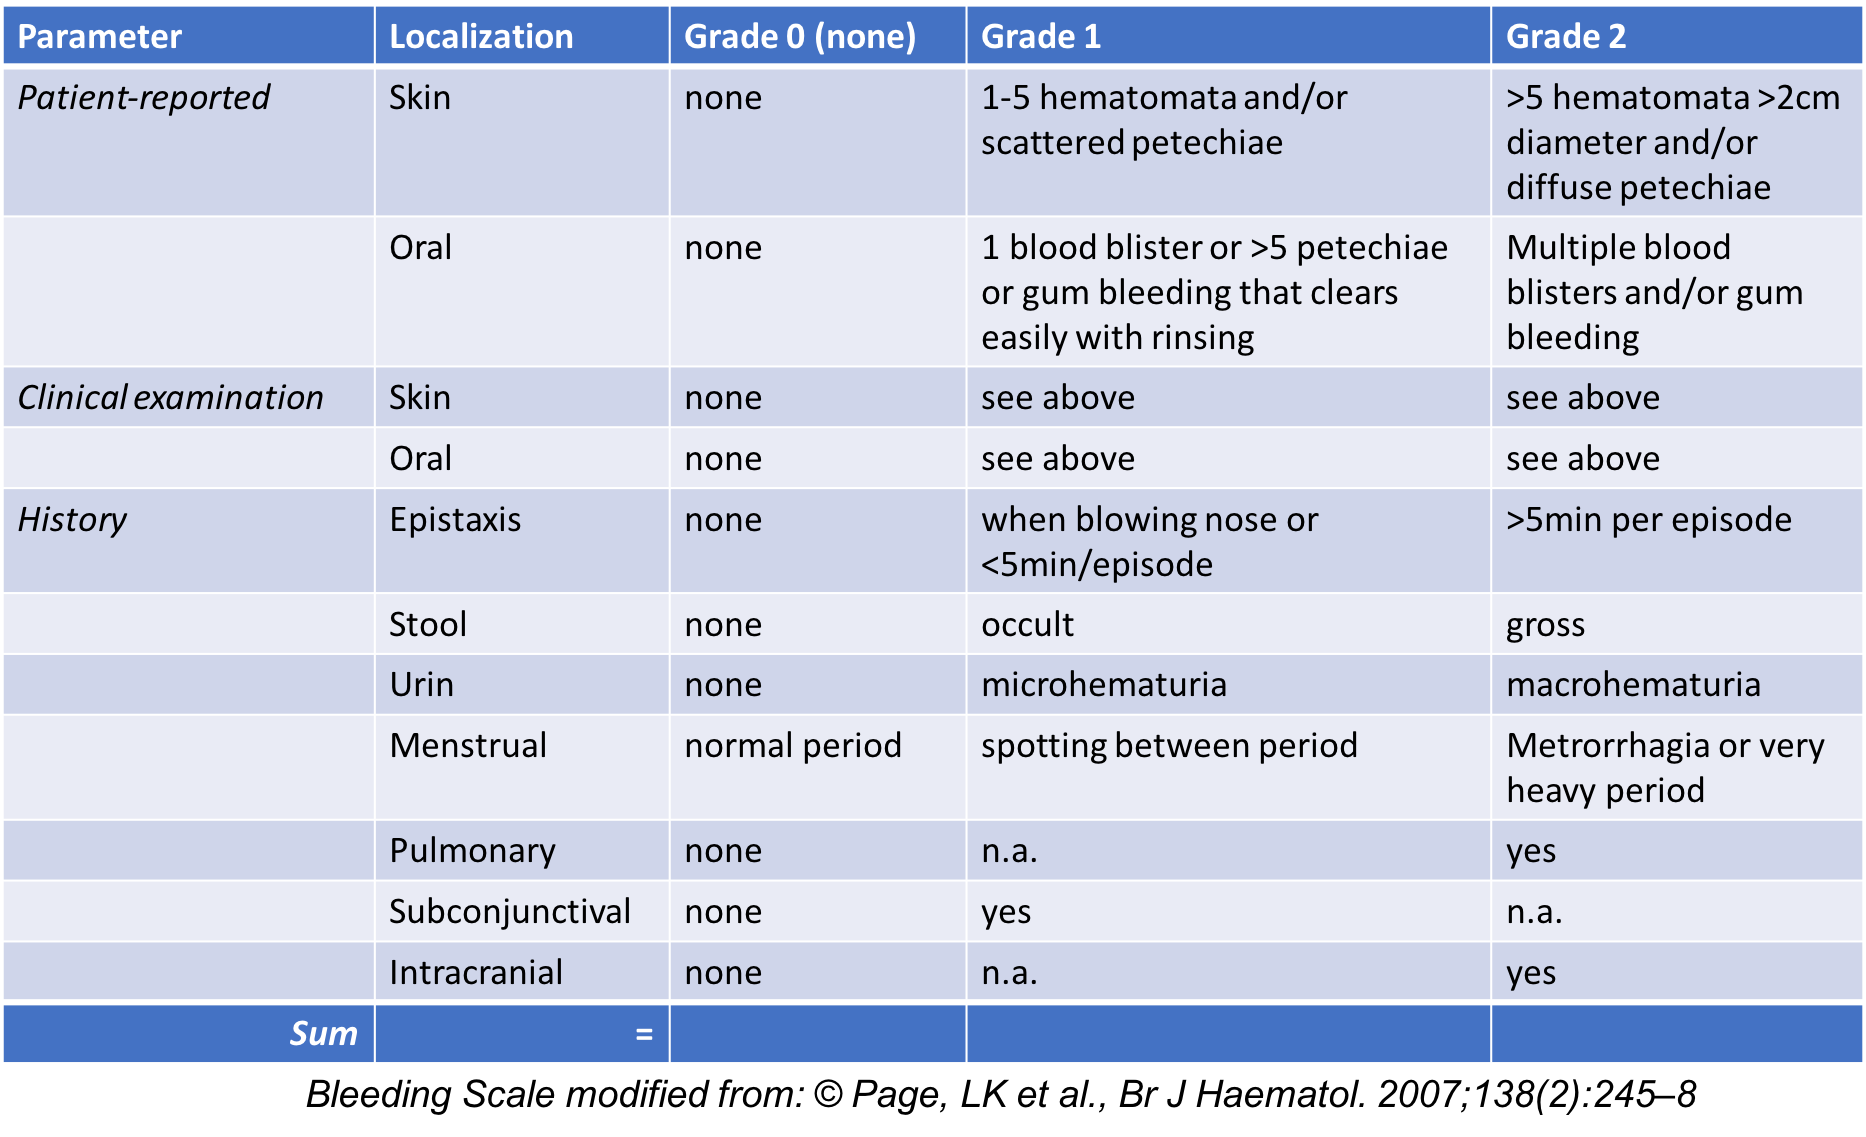 Parameter Localization Grade 0 (none) Grade 1 Grade 2
Patient-reported Skin none 1-5 hematomata and/or >5 hematomata >2cm
scattered petechiae diameter and/or
diffuse petechiae
Oral none 1 blood blister or >5 petechiae Multiple blood
or gum bleeding that clears blisters and/or gum
easily with rinsing bleeding
Clinical examination Skin none see above see above
Oral none see above see above
History Epistaxis none when blowing nose or >5min per episode
<5min/episode
Stool none occult gross
Urin none microhematuria macrohematuria
Menstrual normal period spotting between period Metrorrhagia or very
heavy period
Pulmonary none n.a. yes
Subconjunctival none yes n.a.
Intracranial none n.a. yes
Sum =
Bleeding Scale modified from: © Page, LK et al., Br J Haematol. 2007;138(2):245–8